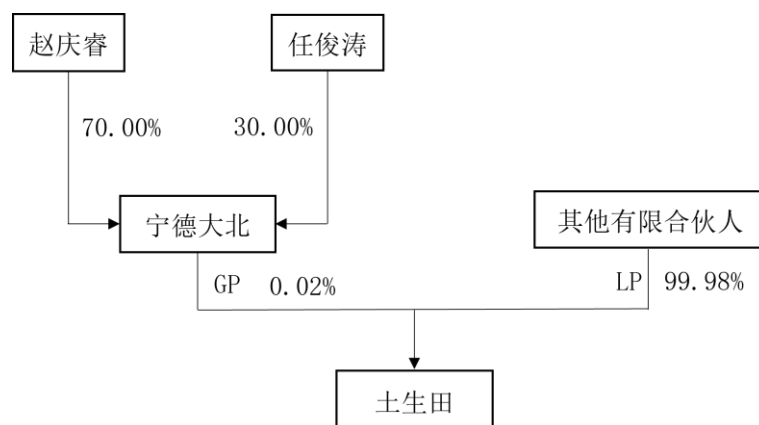 赵庆睿
任俊涛
70.00%
30.00%
宁德大北
其他有限合伙人
GP 0.02%
LP 99.98%
土生田